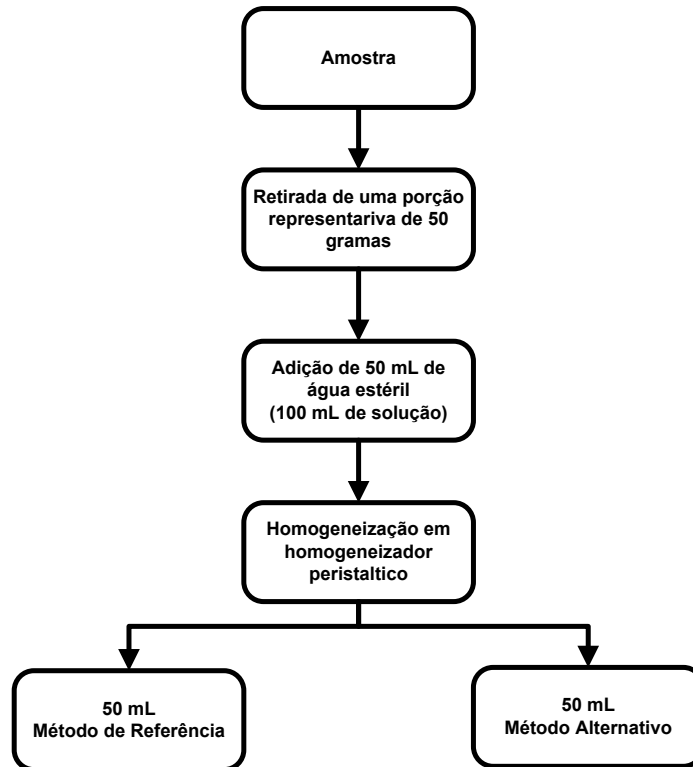 Amostra
Retirada de uma porção
representariva de 50
gramas
Adição de 50 mL de
água estéril
(100 mL de solução)
Homogeneização em
homogeneizador
peristaltico
50 mL
Método de Referência
50 mL
Método Alternativo